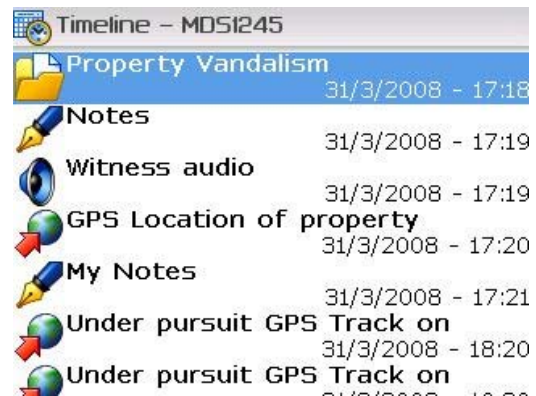 Timeline - MDS1245
Property Vandalism
31/3/2008 - 17:18
Notes
31/3/2008 - 17:19
Witness audio
31/3/2008 - 17:19
GPS Location of property
31/3/2008 - 17:20
My Notes
31/3/2008 - 17:21
Under pursuit GPS Track on
31/3/2008 - 18:20
Under pursuit GPS Track on